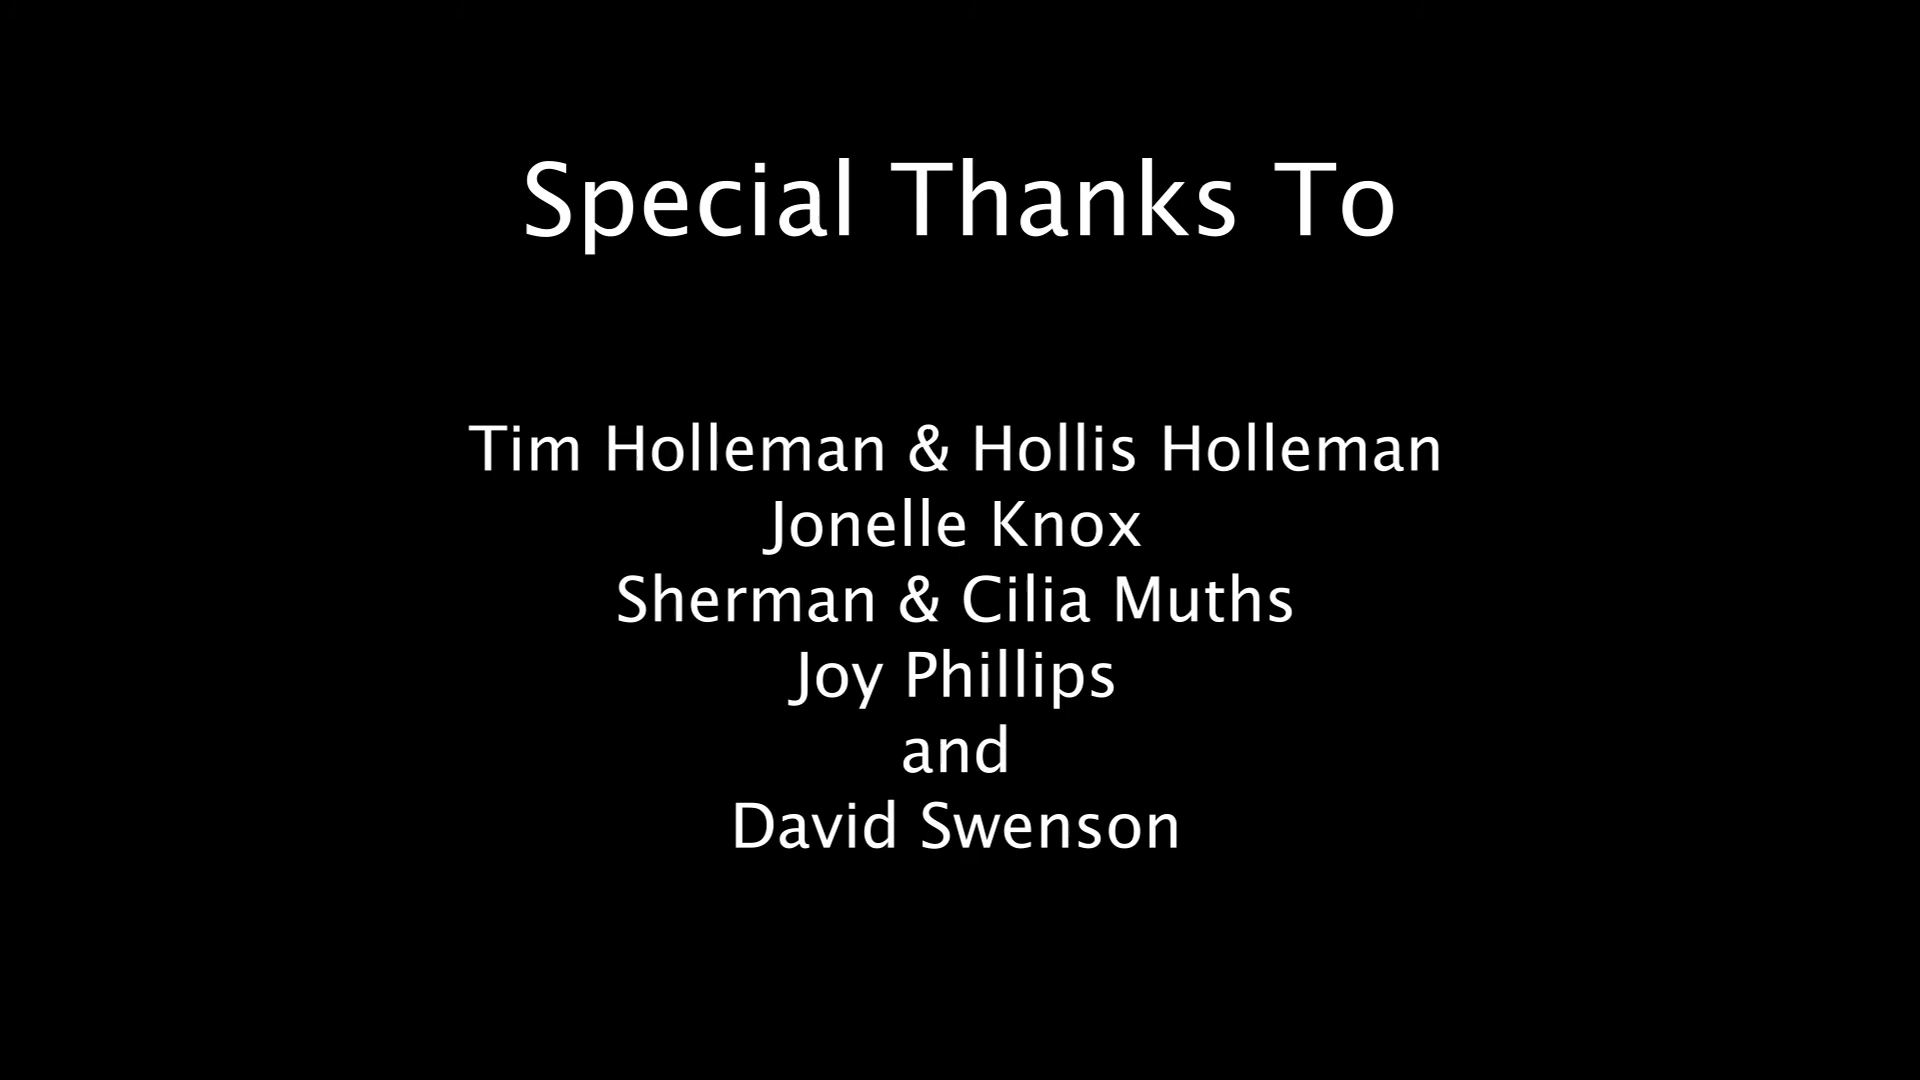 Special Thanks To
Tim Holleman & Hollis Holleman
Jonelle Knox
Sherman & Cilia Muths
Joy Phillips
and
David Swenson